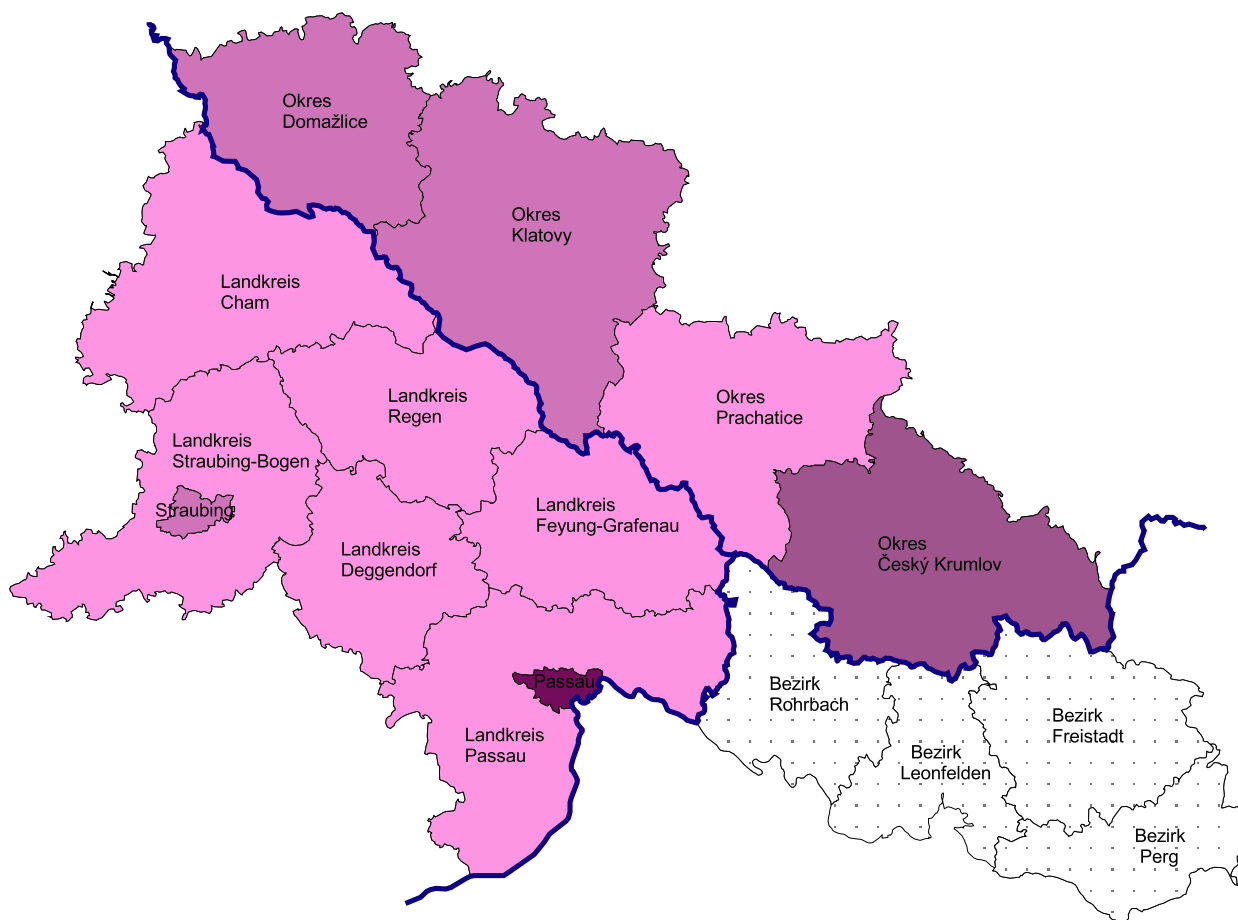 Okres
Domažlice
Okres
Klatovy
Landkreis
Cham
Landkreis
Regen
Okres
Prachatice
Landkreis
Straubing-Bogen
Straubing
Landkreis
Feyung-Grafenau
Landkreis
Deggendorf
Okres
Český Krumlov
Passau
Bezirk
Rohrbach
Landkreis
Passau
Bezirk
Freistadt
Bezirk
Leonfelden
Bezirk
Perg